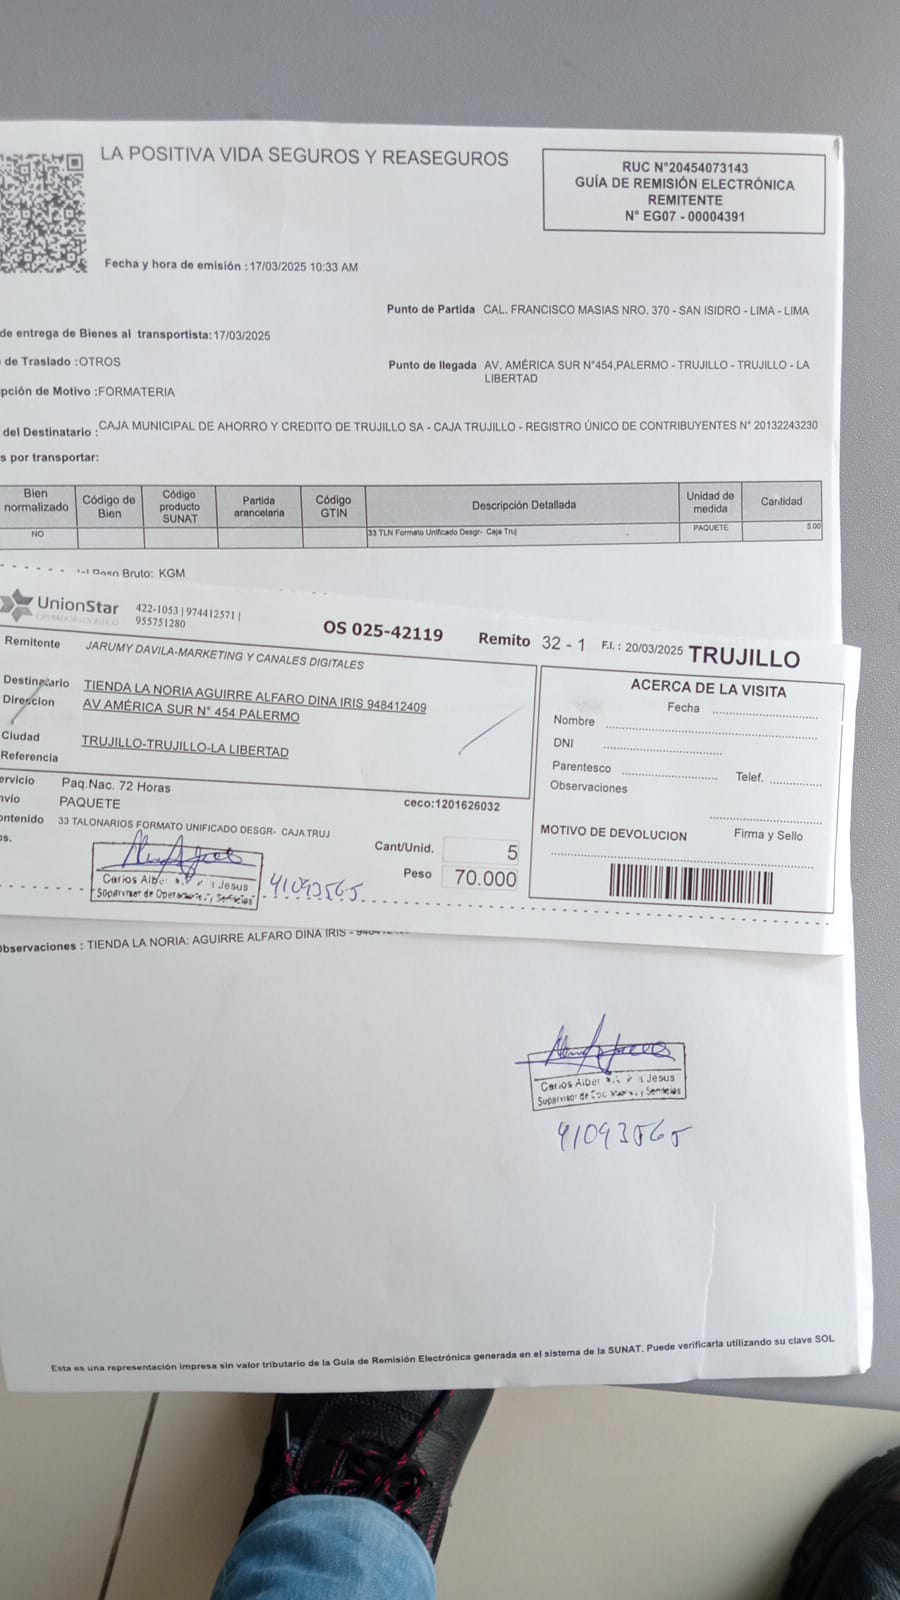 LA POSITIVA VIDA SEGUROS Y REASEGUROS
RUC N°20454073143
GUÍA DE REMISIÓN ELECTRÓNICA
REMITENTE
N° EG07 - 00004391
Fecha y hora de emisión : 17/03/2025 10:33 AM
Punto de Partida CAL. FRANCISCO MASIAS NRO. 370 - SAN ISIDRO - LIMA - LIMA
de entrega de Bienes al transportista: 17/03/2025
de Traslado : OTROS
Punto de llegada AV. AMÉRICA SUR N°454,PALERMO - TRUJILLO - TRUJILLO - LA
LIBERTAD
pción de Motivo : FORMATERIA
del Destinatario : CAJA MUNICIPAL DE AHORRO Y CREDITO DE TRUJILLO SA - CAJA TRUJILLO - REGISTRO ÚNICO DE CONTRIBUYENTES N° 20132243230
s por transportar:
Bien normalizado Código de Bien Código producto SUNAT Partida arancelaria Código GTIN Descripción Detallada Unidad de medida Cantidad
NO 33 TLN Formato Unificado Desgr- Caja Truj PAQUETE 5.00
Bruto: KGM
UnionStar
OPERADOR LOGÍSTICO
422-1053 | 974412571 |
955751280
OS 025-42119
Remito 32 - 1
F.I. : 20/03/2025
TRUJILLO
Remitente JARUMY DAVILA-MARKETING Y CANALES DIGITALES
Destinatario TIENDA LA NORIA AGUIRRE ALFARO DINA IRIS 948412409
Direccion AV AMÉRICA SUR N° 454 PALERMO
Ciudad TRUJILLO-TRUJILLO-LA LIBERTAD
Referencia
ervicio Paq.Nac. 72 Horas
nvio PAQUETE
ceco:1201626032
ontenido 33 TALONARIOS FORMATO UNIFICADO DESGR- CAJA TRUJ
os.
Cant/Unid. 5
Peso 70.000
ACERCA DE LA VISITA
Fecha
Nombre
DNI
Parentesco Telef.
Observaciones
MOTIVO DE DEVOLUCION Firma y Sello
Carlos Jesus
Supervisor de
41093565
Observaciones : TIENDA LA NORIA: AGUIRRE ALFARO DINA IRIS -
Carlos Jesus
Supervisor de
41093565
Esta es una representación impresa sin valor tributario de la Guia de Remisión Electrónica generada en el sistema de la SUNAT. Puede verificarla utilizando su clave SOL